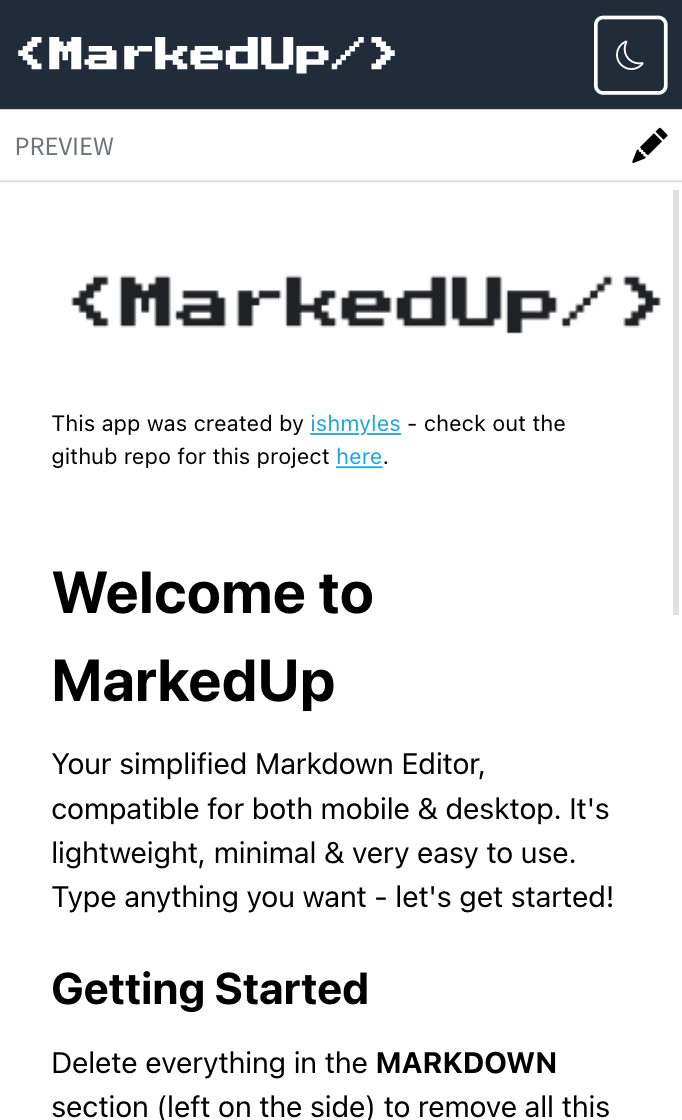 <MarkedUp/>
PREVIEW
<MarkedUp/>
This app was created by ishmyles - check out the
github repo for this project here.
Welcome to
MarkedUp
Your simplified Markdown Editor,
compatible for both mobile & desktop. It's
lightweight, minimal & very easy to use.
Type anything you want - let's get started!
Getting Started
Delete everything in the MARKDOWN
section (left on the side) to remove all this